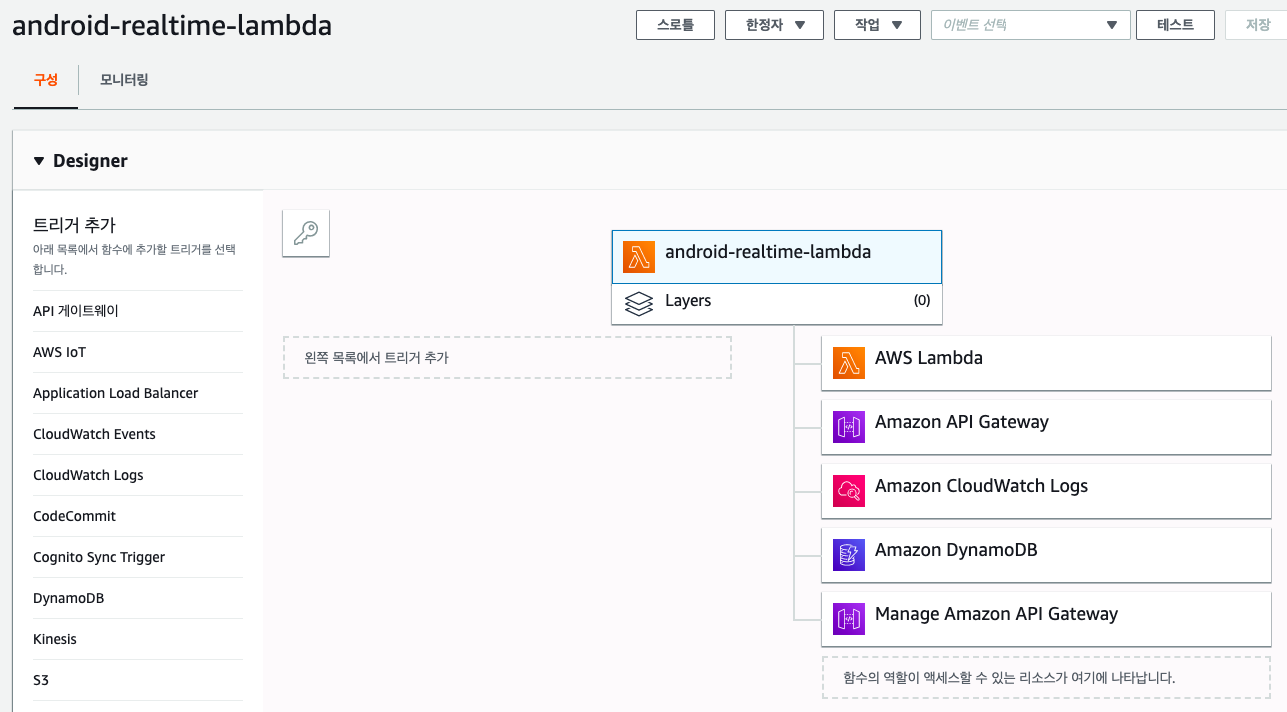 android-realtime-lambda
스로틀
한정자
작업
이벤트 선택
테스트
저장
구성
모니터링
Designer
트리거 추가
아래 목록에서 함수에 추가할 트리거를 선택
합니다.
API 게이트웨이
AWS IoT
Application Load Balancer
CloudWatch Events
CloudWatch Logs
CodeCommit
Cognito Sync Trigger
DynamoDB
Kinesis
S3
android-realtime-lambda
Layers
(0)
왼쪽 목록에서 트리거 추가
AWS Lambda
Amazon API Gateway
Amazon CloudWatch Logs
Amazon DynamoDB
Manage Amazon API Gateway
함수의 역할이 액세스할 수 있는 리소스가 여기에 나타납니다.